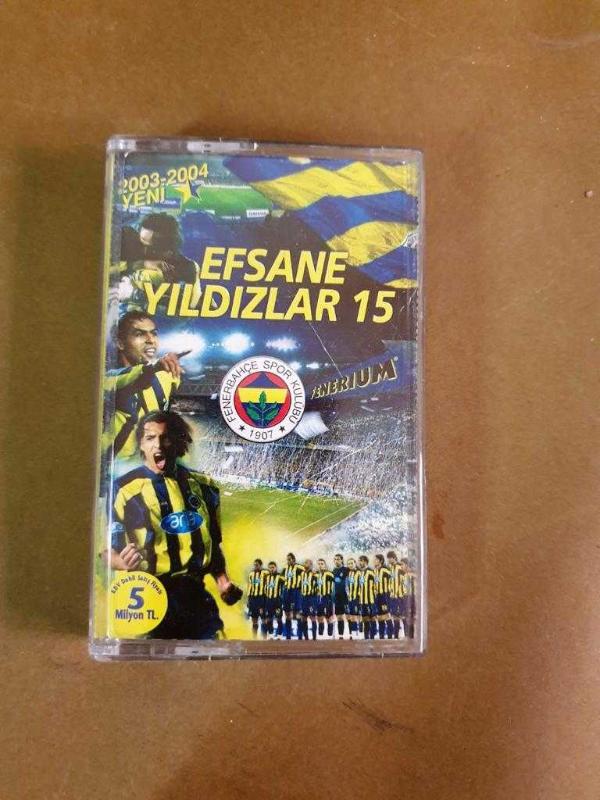 2003-2004
YENİ
EFSANE
YILDIZLAR 15
FENERIUM
FENERBAHÇE SPOR KULÜBÜ
1907
KDV Dahil Satış Fiyatı
5
Milyon TL.